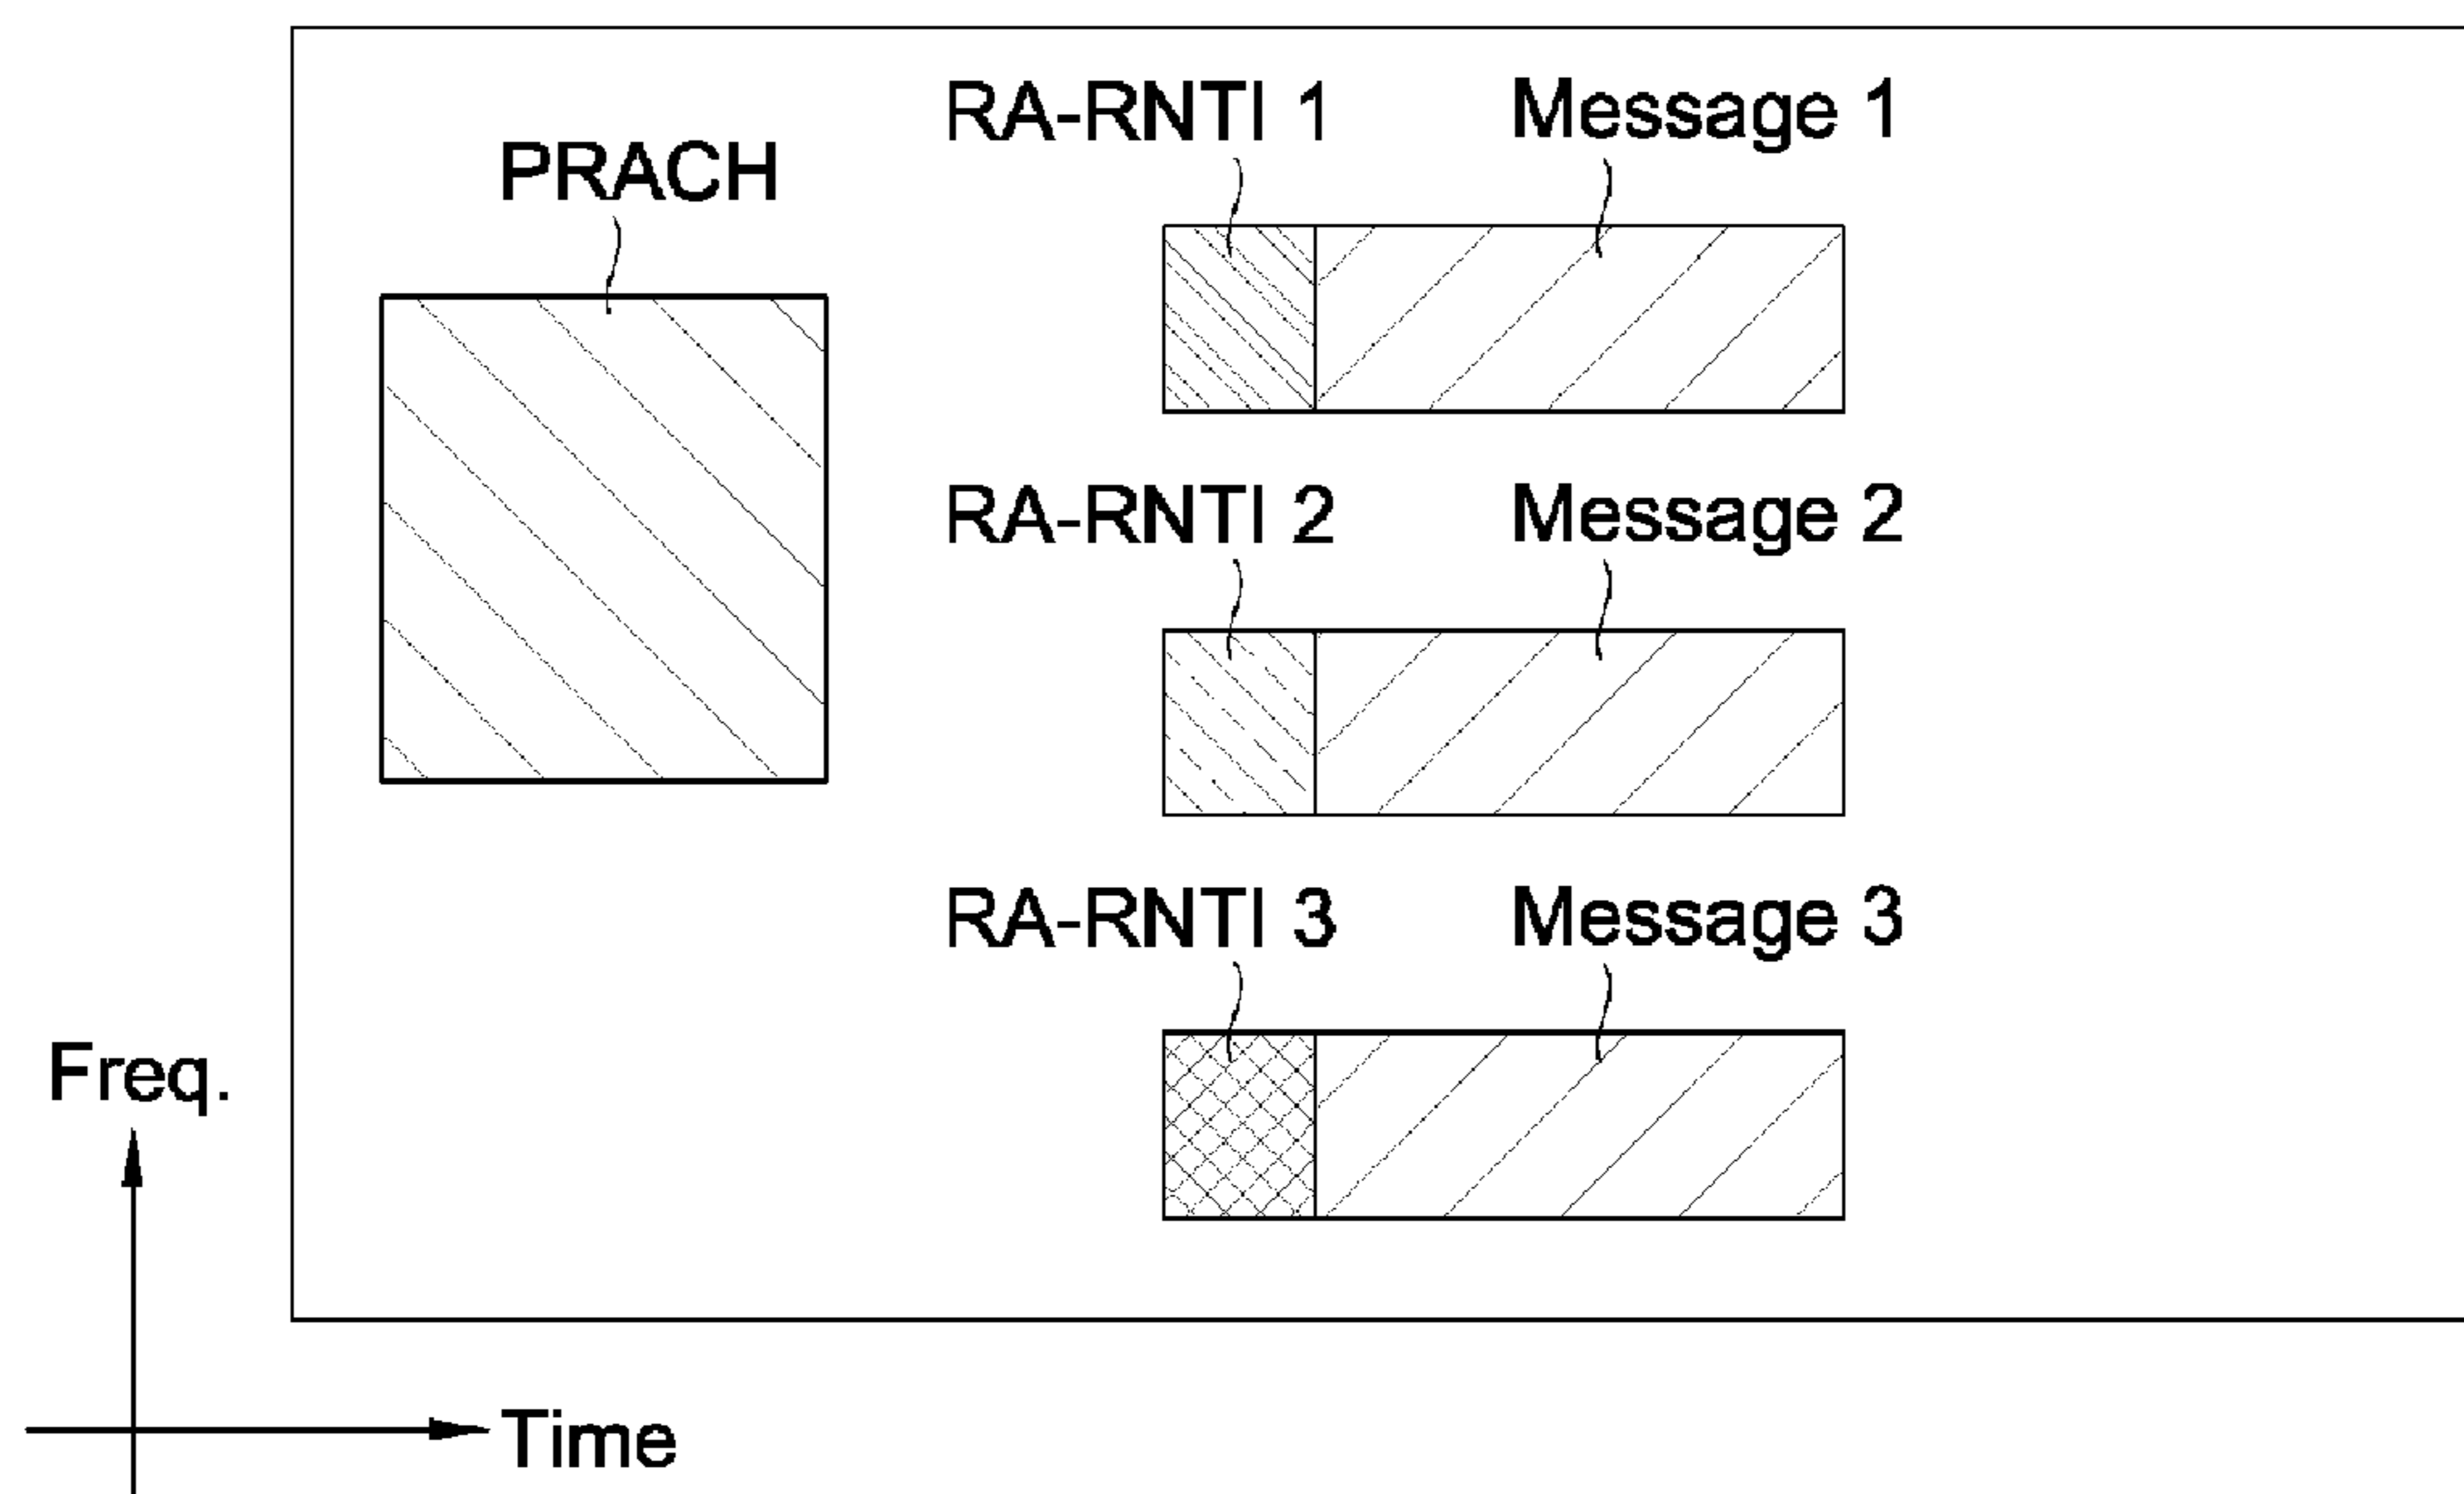 RA-RNTI 1 Message 1
PRACH
RA-RNTI 2 Message 2
RA-RNTI 3 Message 3
Freq.
Time